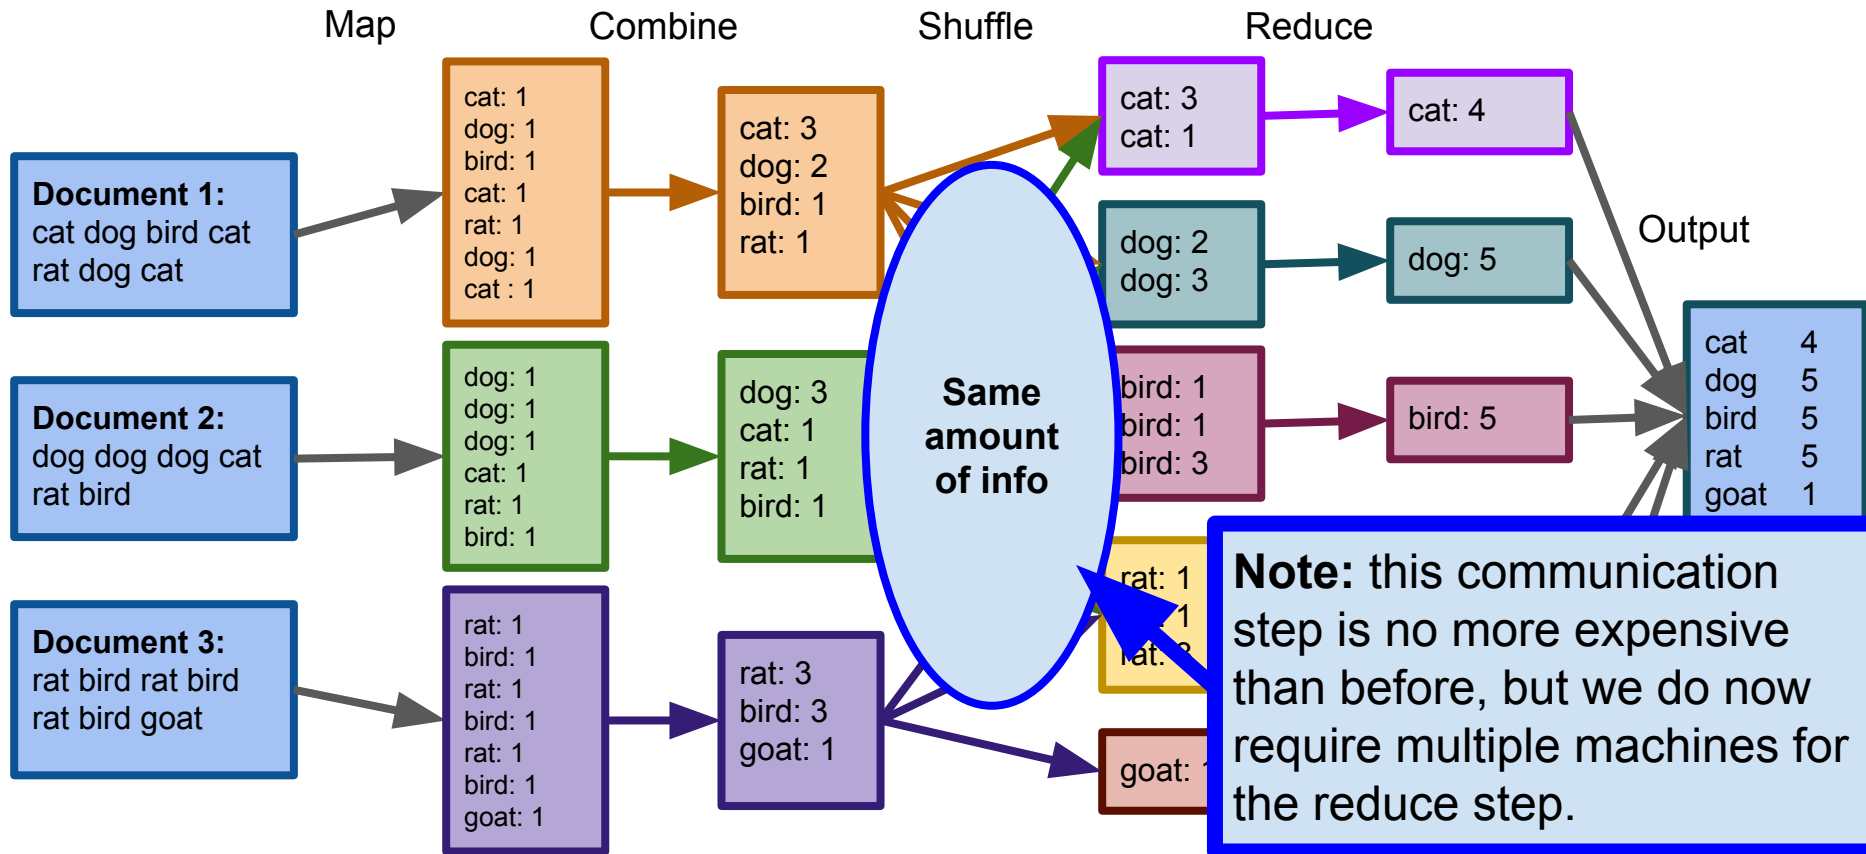 Map
Combine
Shuffle
Reduce
Document 1:
cat dog bird cat
rat dog cat
Document 2:
dog dog dog cat
rat bird
Document 3:
rat bird rat bird
rat bird goat
cat: 1
dog: 1
bird: 1
cat: 1
rat: 1
dog: 1
cat : 1
dog: 1
dog: 1
dog: 1
cat: 1
rat: 1
bird: 1
rat: 1
bird: 1
rat: 1
bird: 1
rat: 1
bird: 1
goat: 1
cat: 3
dog: 2
bird: 1
rat: 1
dog: 3
cat: 1
rat: 1
bird: 1
rat: 3
bird: 3
goat: 1
Same
amount
of info
cat: 3
cat: 1
dog: 2
dog: 3
bird: 1
bird: 1
bird: 3
rat: 1
1
rat:
goat:
cat: 4
dog: 5
bird: 5
Output
cat 4
dog 5
bird 5
rat 5
goat 1
Note: this communication
step is no more expensive
than before, but we do now
require multiple machines for
the reduce step.